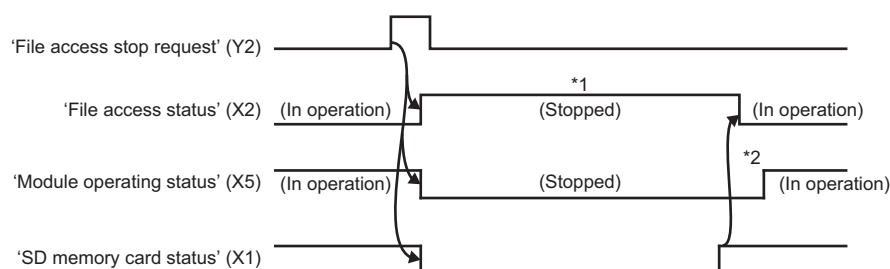 ‘File access stop request’ (Y2)
*1
‘File access status’ (X2) (In operation) (Stopped) (In operation)
*2
‘Module operating status’ (X5) (In operation) (Stopped) (In operation)
‘SD memory card status’ (X1)